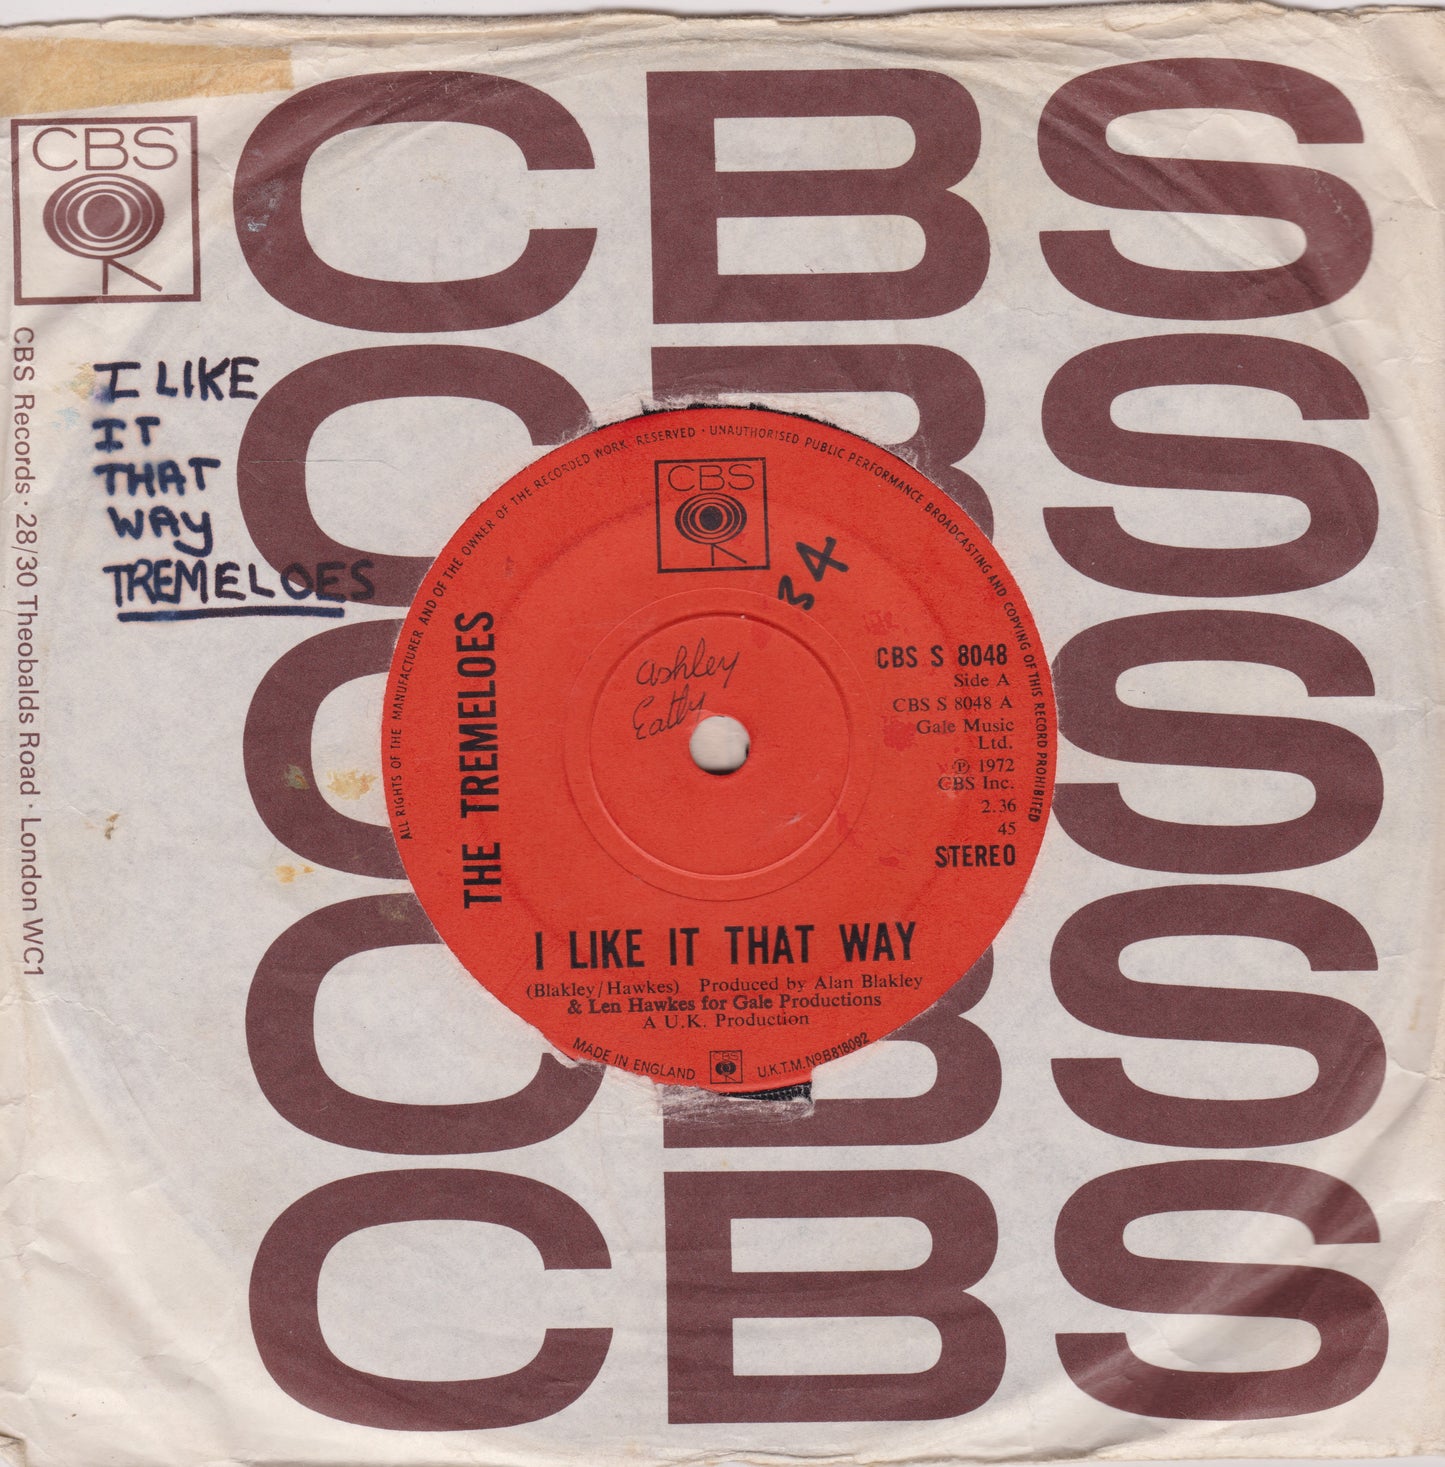 CBS
CBS
CBS
CBS
CBS
CBS
CBS Records · 28/30 Theobalds Road · London WC1
I LIKE
IT
THAT
WAY
TREMELOES
ALL RIGHTS OF THE MANUFACTURER AND OF THE OWNER OF THE RECORDED WORK RESERVED · UNAUTHORISED PUBLIC PERFORMANCE BROADCASTING AND COPYING OF THIS RECORD PROHIBITED
CBS
34
ashley
THE TREMELOES
CBS S 8048
Side A
CBS S 8048 A
Gale Music
Ltd.
℗ 1972
CBS Inc.
2.36
45
STEREO
I LIKE IT THAT WAY
(Blakley/Hawkes) Produced by Alan Blakley
& Len Hawkes for Gale Productions
A U.K. Production
MADE IN ENGLAND CBS U.K.T.M. No B818092